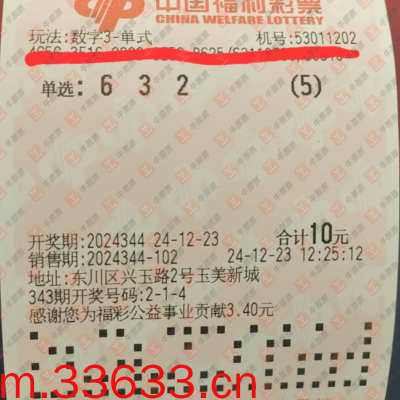 中国福利彩票
CHINA WELFARE LOTTERY
玩法:数字3-单式 机号:53011202
单选: 6 3 2 (5)
开奖期:2024344 24-12-23 合计10元
销售期:2024344-102 24-12-23 12:25:12
地址:东川区兴玉路2号玉美新城
343期开奖号码:2-1-4
感谢您为福彩公益事业贡献3.40元
m.33633.cn